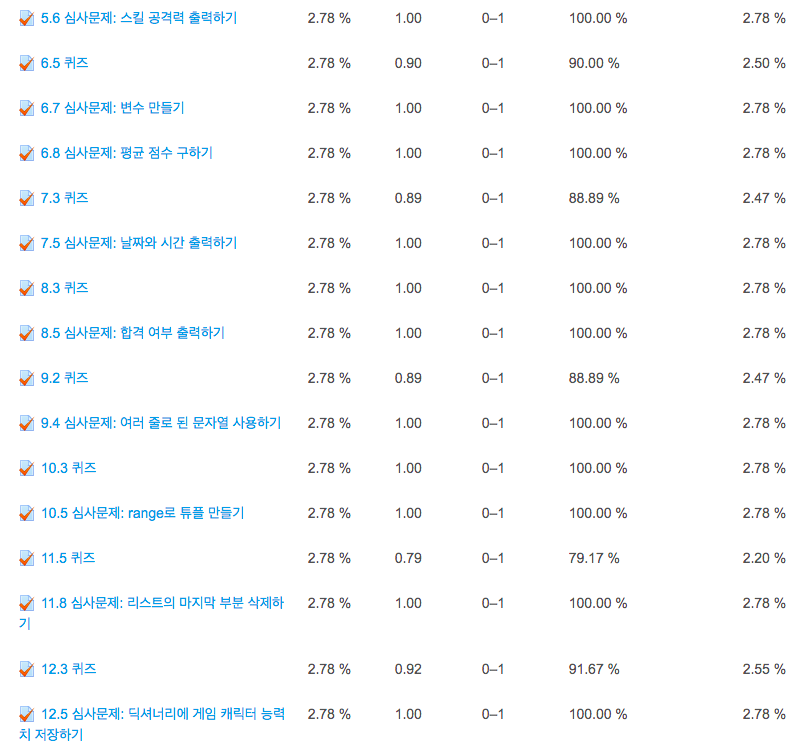 5.6 심사문제: 스킬 공격력 출력하기 2.78 % 1.00 0–1 100.00 % 2.78 %
6.5 퀴즈 2.78 % 0.90 0–1 90.00 % 2.50 %
6.7 심사문제: 변수 만들기 2.78 % 1.00 0–1 100.00 % 2.78 %
6.8 심사문제: 평균 점수 구하기 2.78 % 1.00 0–1 100.00 % 2.78 %
7.3 퀴즈 2.78 % 0.89 0–1 88.89 % 2.47 %
7.5 심사문제: 날짜와 시간 출력하기 2.78 % 1.00 0–1 100.00 % 2.78 %
8.3 퀴즈 2.78 % 1.00 0–1 100.00 % 2.78 %
8.5 심사문제: 합격 여부 출력하기 2.78 % 1.00 0–1 100.00 % 2.78 %
9.2 퀴즈 2.78 % 0.89 0–1 88.89 % 2.47 %
9.4 심사문제: 여러 줄로 된 문자열 사용하기 2.78 % 1.00 0–1 100.00 % 2.78 %
10.3 퀴즈 2.78 % 1.00 0–1 100.00 % 2.78 %
10.5 심사문제: range로 튜플 만들기 2.78 % 1.00 0–1 100.00 % 2.78 %
11.5 퀴즈 2.78 % 0.79 0–1 79.17 % 2.20 %
11.8 심사문제: 리스트의 마지막 부분 삭제하 2.78 % 1.00 0–1 100.00 % 2.78 %
기
12.3 퀴즈 2.78 % 0.92 0–1 91.67 % 2.55 %
12.5 심사문제: 딕셔너리에 게임 캐릭터 능력 2.78 % 1.00 0–1 100.00 % 2.78 %
치 저장하기